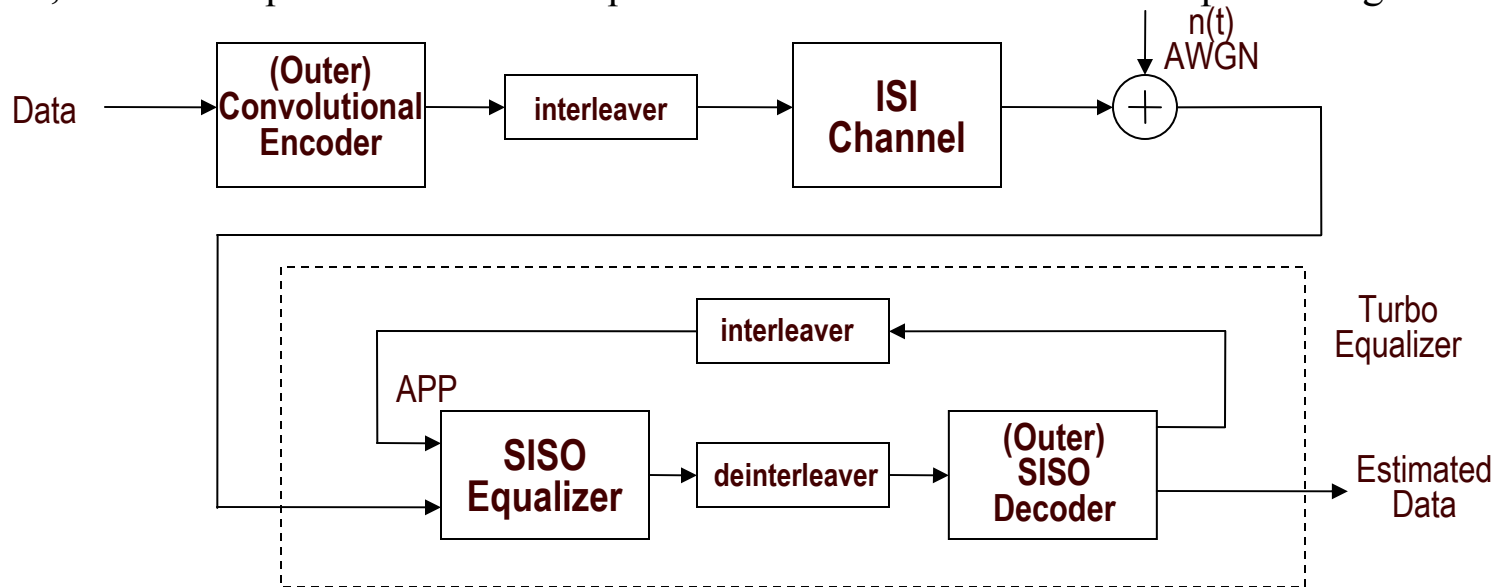 n(t)
AWGN
Data
(Outer)
Convolutional
Encoder
interleaver
ISI
Channel
+
Turbo
Equalizer
interleaver
APP
SISO
Equalizer
deinterleaver
(Outer)
SISO
Decoder
Estimated
Data